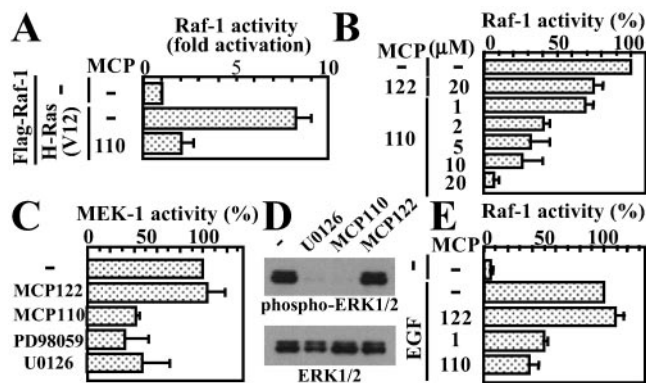 A
Raf-1 activity
(fold activation)
MCP
0 5 10
Flag-Raf-1
H-Ras
(V12)
-
-
-
110
B
Raf-1 activity (%)
MCP (μM)
0 50 100
- -
122 20
110
1
2
5
10
20
C
MEK-1 activity (%)
0 50 100
-
MCP122
MCP110
PD98059
U0126
D
-
U0126
MCP110
MCP122
phospho-ERK1/2
ERK1/2
E
Raf-1 activity (%)
MCP
0 50 100
EGF
- -
-
122
1
110